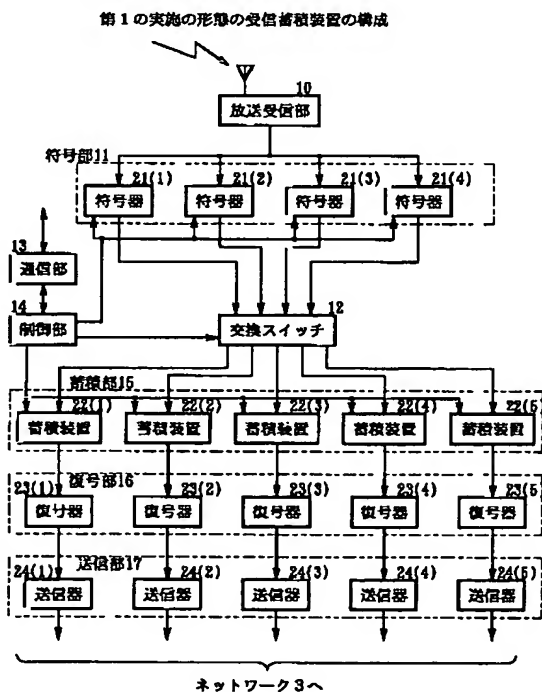 第1の実施の形態の受信蓄積装置の構成
10
放送受信部
符号部11
21(1) 21(2) 21(3) 21(4)
符号器 符号器 符号器 符号器
13
通信部
14
制御部
12
交換スイッチ
蓄積部15
22(1) 22(2) 22(3) 22(4) 22(5)
蓄積装置 蓄積装置 蓄積装置 蓄積装置 蓄積装置
復号部16
23(1) 23(2) 23(3) 23(4) 23(5)
復号器 復号器 復号器 復号器 復号器
送信部17
24(1) 24(2) 24(3) 24(4) 24(5)
送信器 送信器 送信器 送信器 送信器
ネットワーク3へ